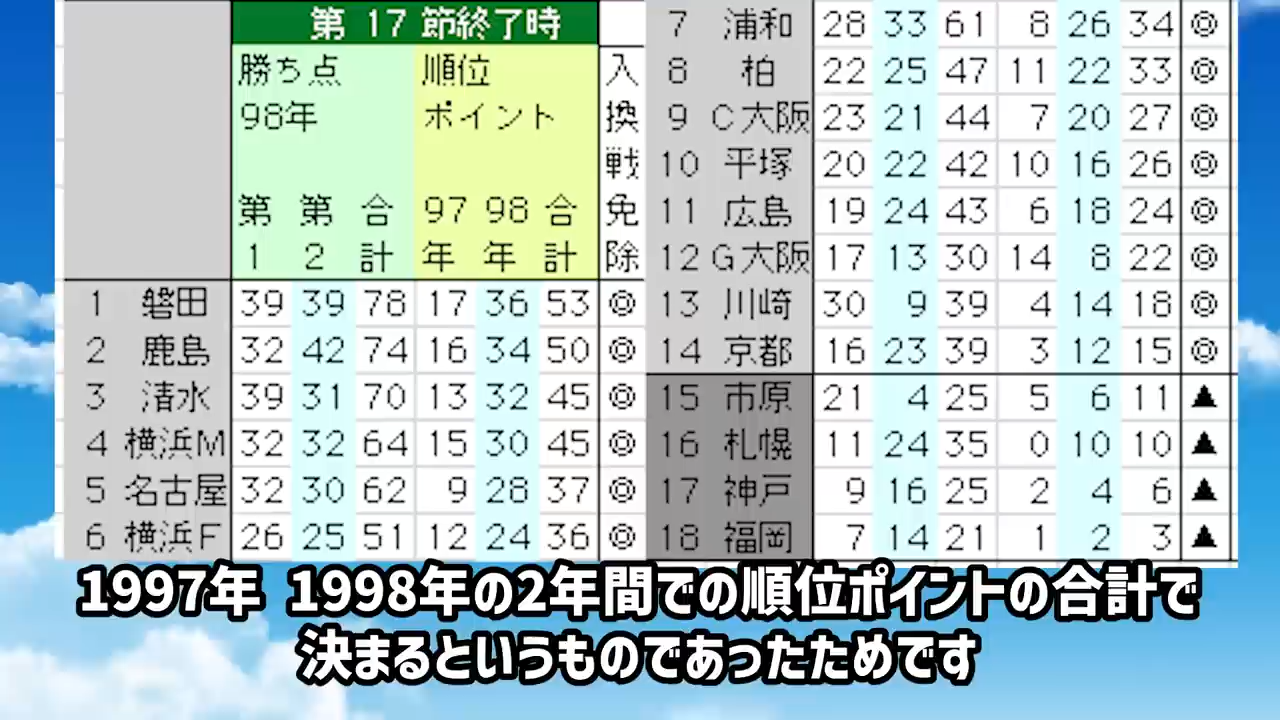 第 17 節終了時
勝ち点 順位 入
98年 ポイント 換
戦
第 第 合 97 98 合 免
1 2 計 年 年 計 除
1 磐田 39 39 78 17 36 53 ◎
2 鹿島 32 42 74 16 34 50 ◎
3 清水 39 31 70 13 32 45 ◎
4 横浜M 32 32 64 15 30 45 ◎
5 名古屋 32 30 62 9 28 37 ◎
6 横浜F 26 25 51 12 24 36 ◎
7 浦和 28 33 61 8 26 34 ◎
8 柏 22 25 47 11 22 33 ◎
9 C大阪 23 21 44 7 20 27 ◎
10 平塚 20 22 42 10 16 26 ◎
11 広島 19 24 43 6 18 24 ◎
12 G大阪 17 13 30 14 8 22 ◎
13 川崎 30 9 39 4 14 18 ◎
14 京都 16 23 39 3 12 15 ◎
15 市原 21 4 25 5 6 11 ▲
16 札幌 11 24 35 0 10 10 ▲
17 神戸 9 16 25 2 4 6 ▲
18 福岡 7 14 21 1 2 3 ▲
1997年 1998年の2年間での順位ポイントの合計で
決まるというものであったためです